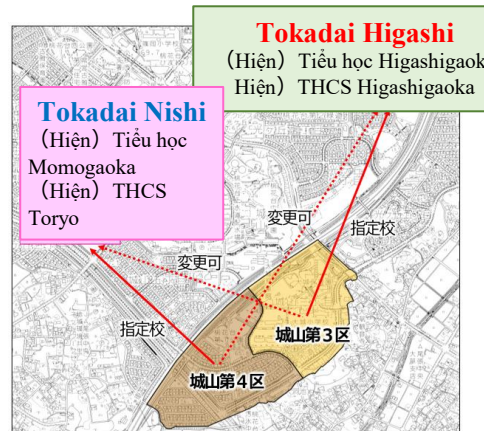 Tokadai Higashi
(Hiện) Tiểu học Higashigaok
Hiện) THCS Higashigaoka
Tokadai Nishi
(Hiện) Tiểu học
Momogaoka
(Hiện) THCS
Toryo
変更可
指定校
変更可
指定校
城山第3区
城山第4区